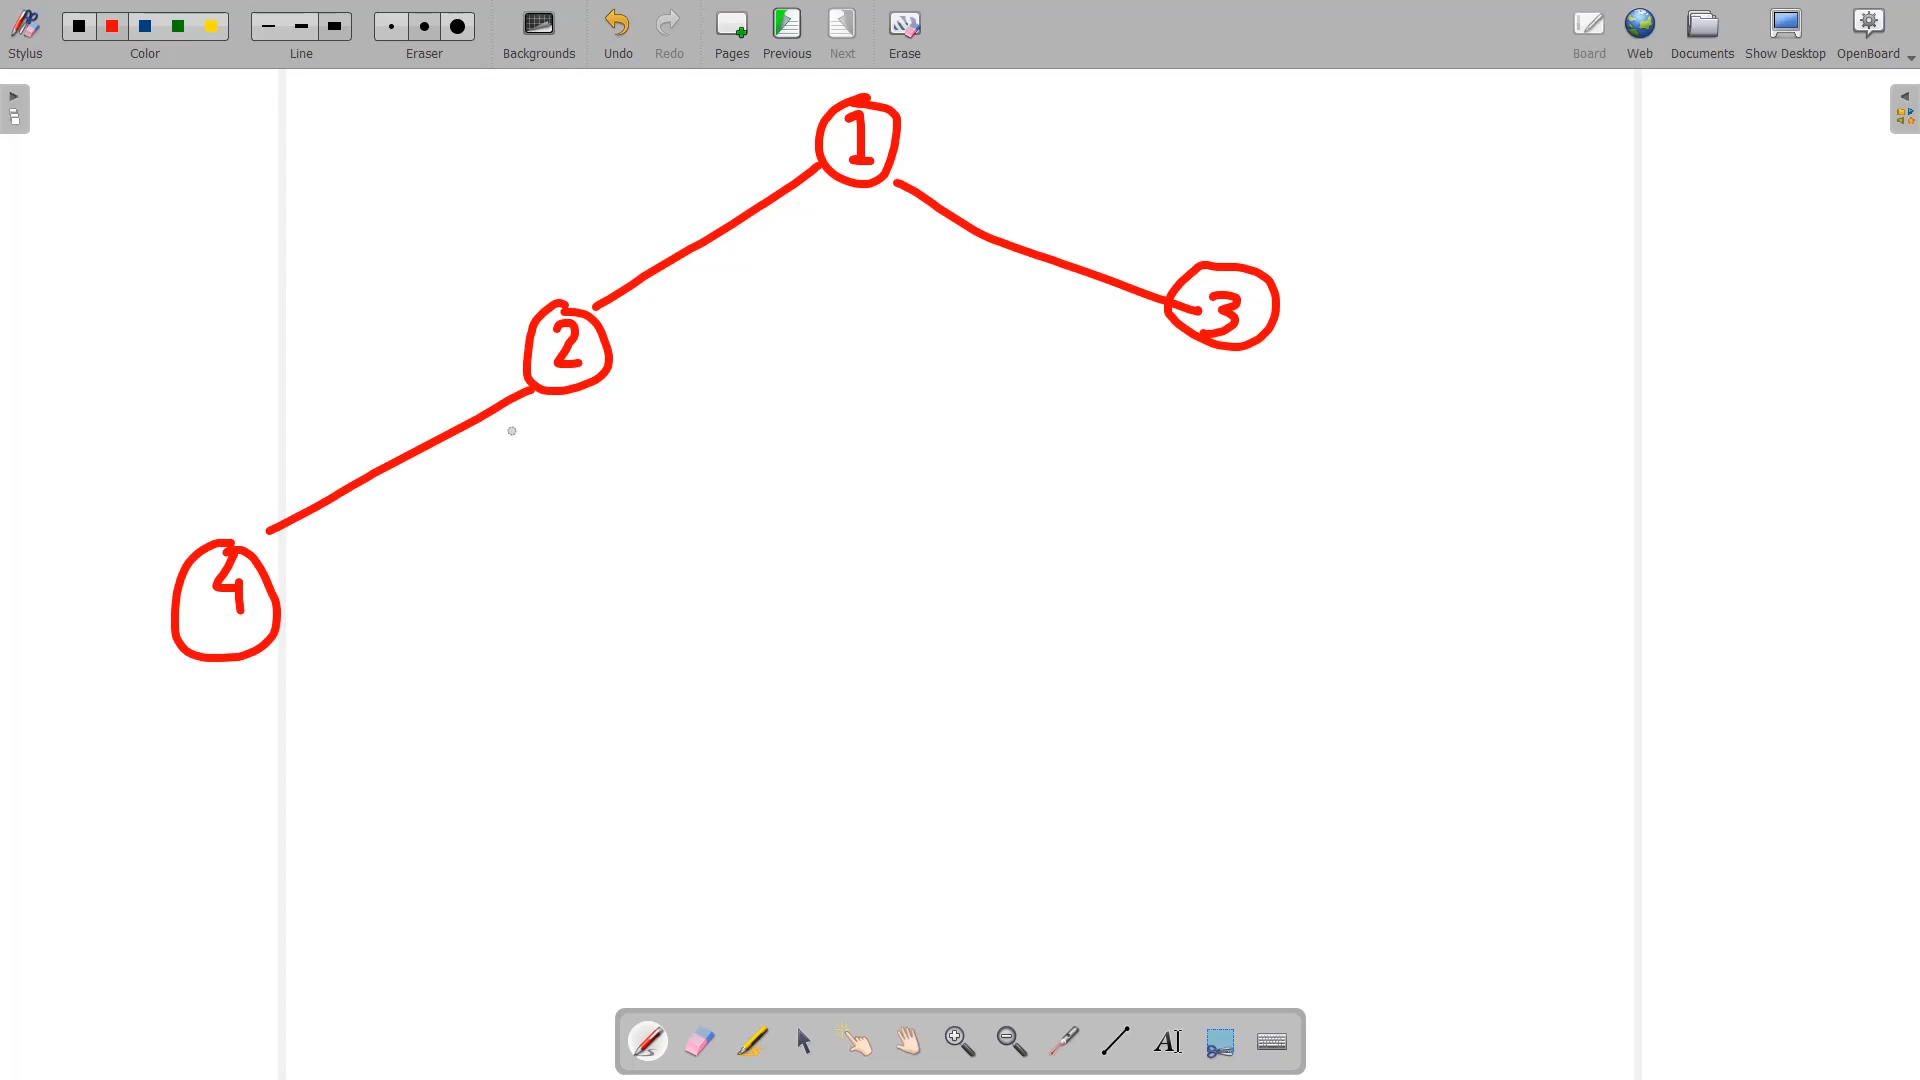 Stylus Color Line Eraser Backgrounds Undo Redo Pages Previous Next Erase Board Web Documents Show Desktop OpenBoard
1
2 3
4
A